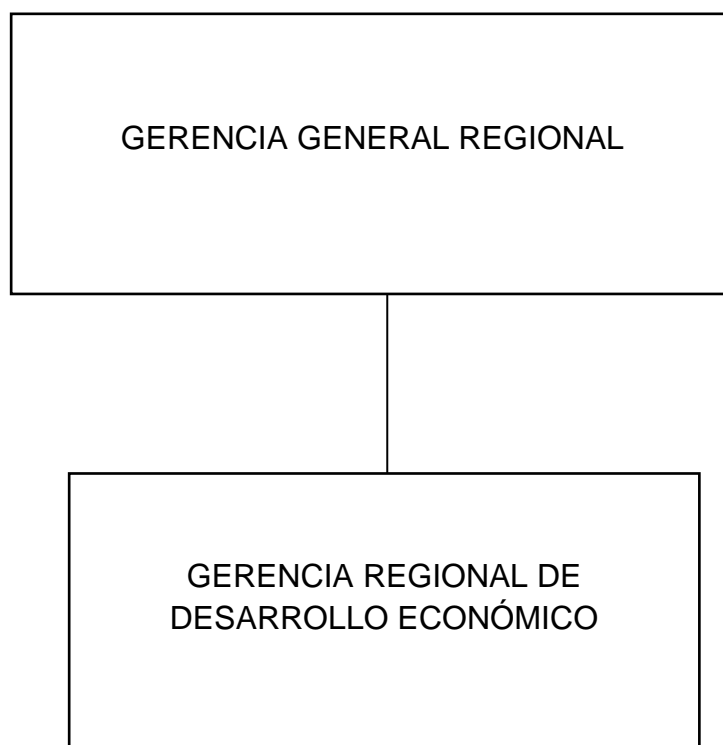 GERENCIA GENERAL REGIONAL
GERENCIA REGIONAL DE
DESARROLLO ECONÓMICO